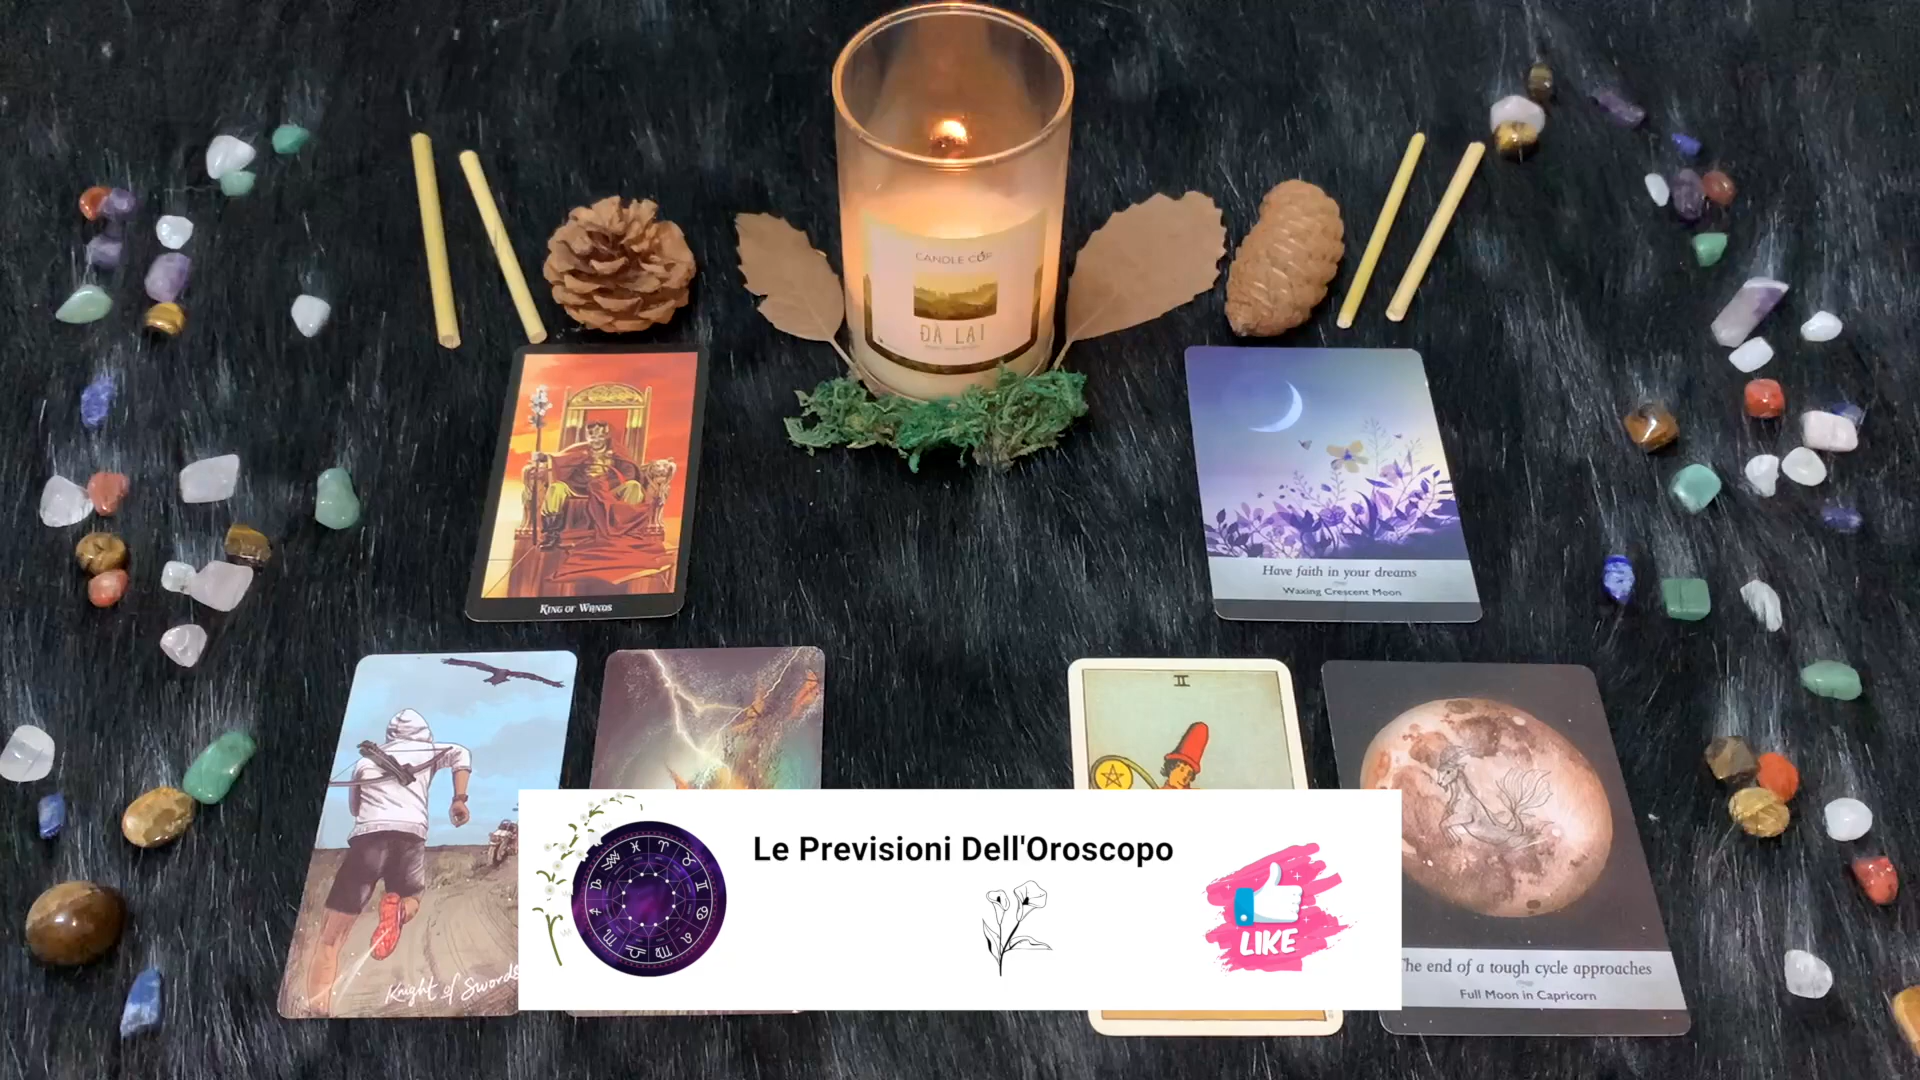 CANDLE CUP
ĐÀ LẠT
KING OF WANDS
Have faith in your dreams
Waxing Crescent Moon
II
Knight of Swords
Le Previsioni Dell'Oroscopo
LIKE
The end of a tough cycle approaches
Full Moon in Capricorn